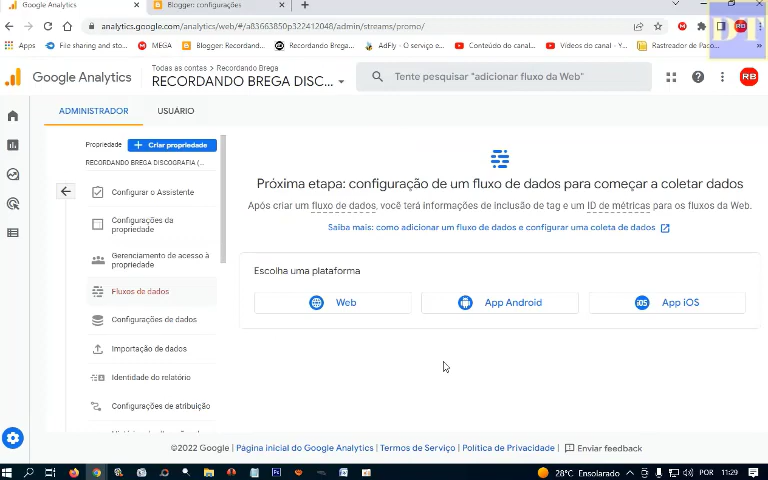 Google Analytics
Blogger: configurações
analytics.google.com/analytics/web/#/a83663850p322412048/admin/streams/promo/
Apps
File sharing and sto...
MEGA
Blogger: Recordand...
Recordando Brega...
AdFly - O serviço e...
Conteúdo do canal...
Vídeos do canal - Y...
Rastreador de Paco...
DT
Google Analytics
Todas as contas > Recordando Brega
RECORDANDO BREGA DISC...
Tente pesquisar "adicionar fluxo da Web"
RB
ADMINISTRADOR
USUÁRIO
Propriedade
Criar propriedade
RECORDANDO BREGA DISCOGRAFIA (...
Configurar o Assistente
Configurações da
propriedade
Gerenciamento de acesso à
propriedade
Fluxos de dados
Configurações de dados
Importação de dados
Identidade do relatório
Configurações de atribuição
Próxima etapa: configuração de um fluxo de dados para começar a coletar dados
Após criar um fluxo de dados, você terá informações de inclusão de tag e um ID de métricas para os fluxos da Web.
Saiba mais: como adicionar um fluxo de dados e configurar uma coleta de dados
Escolha uma plataforma
Web
App Android
iOS
App iOS
©2022 Google | Página inicial do Google Analytics | Termos de Serviço | Política de Privacidade | Enviar feedback
28°C Ensolarado
POR
11:29